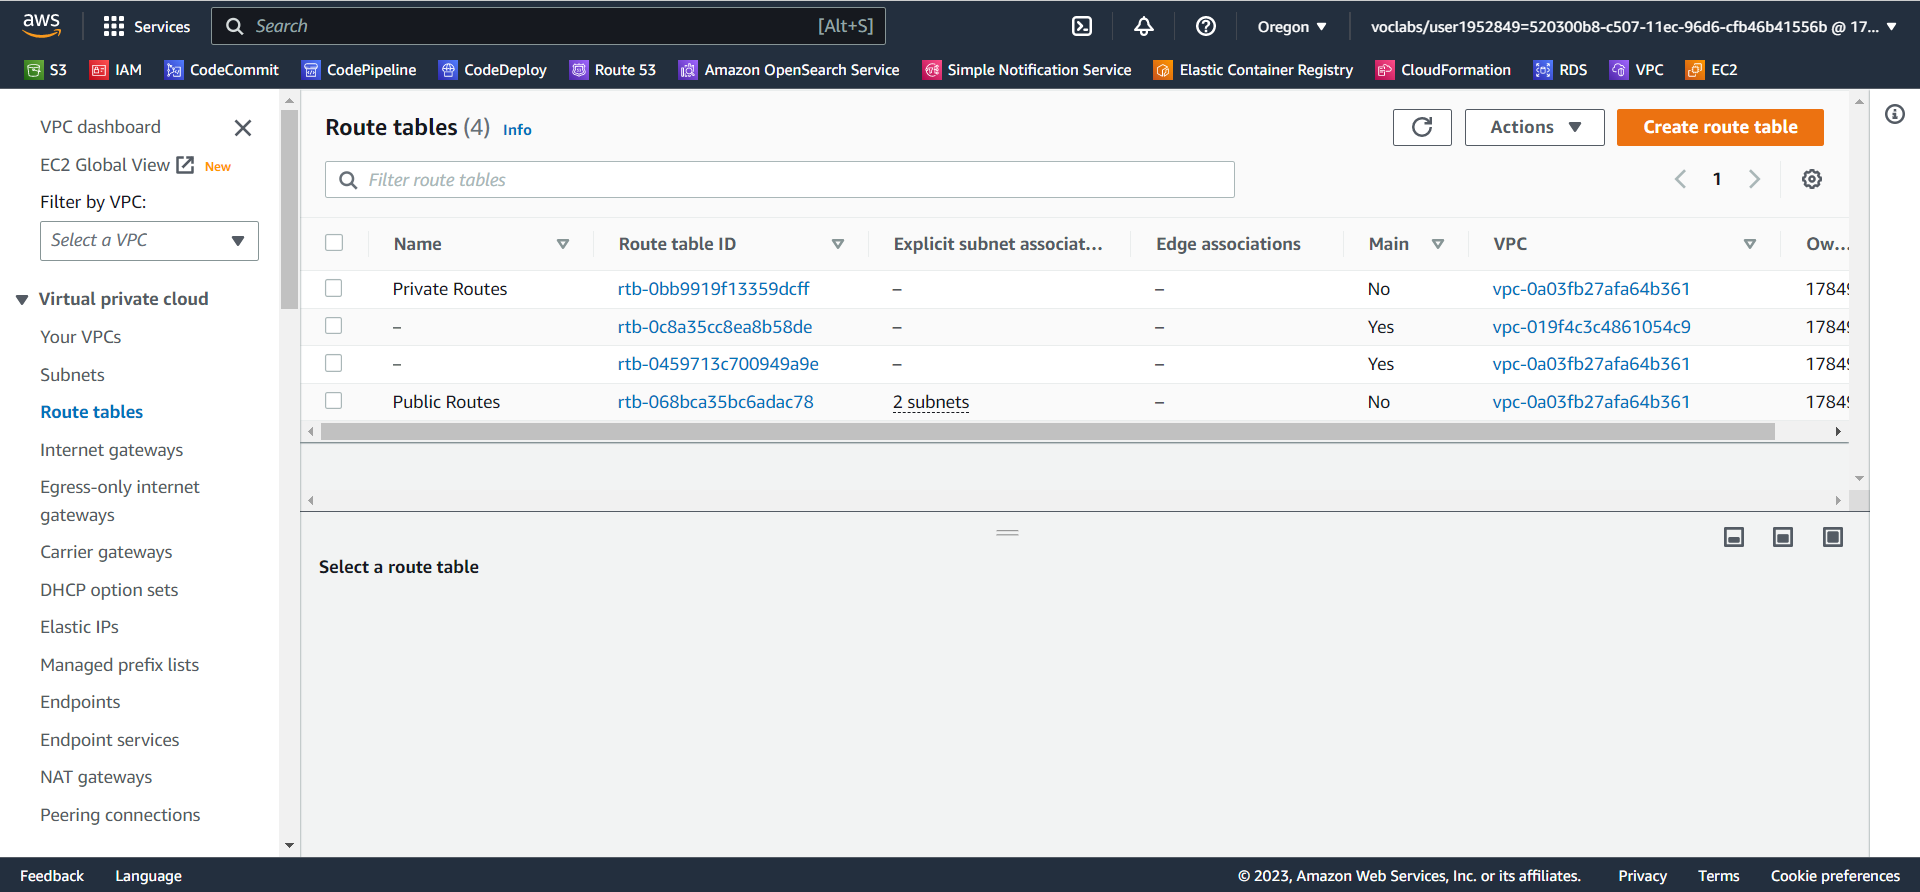 aws
Services
Search
[Alt+S]
Oregon
voclabs/user1952849=520300b8-c507-11ec-96d6-cfb46b41556b @ 17...
S3
IAM
CodeCommit
CodePipeline
CodeDeploy
Route 53
Amazon OpenSearch Service
Simple Notification Service
Elastic Container Registry
CloudFormation
RDS
VPC
EC2
VPC dashboard
EC2 Global View New
Filter by VPC:
Select a VPC
Virtual private cloud
Your VPCs
Subnets
Route tables
Internet gateways
Egress-only internet
gateways
Carrier gateways
DHCP option sets
Elastic IPs
Managed prefix lists
Endpoints
Endpoint services
NAT gateways
Peering connections
Route tables (4) Info
Actions
Create route table
Filter route tables
1
Name Route table ID Explicit subnet associat... Edge associations Main VPC Ow...
Private Routes rtb-0bb9919f13359dcff – – No vpc-0a03fb27afa64b361 17849
– rtb-0c8a35cc8ea8b58de – – Yes vpc-019f4c3c4861054c9 17849
– rtb-0459713c700949a9e – – Yes vpc-0a03fb27afa64b361 17849
Public Routes rtb-068bca35bc6adac78 2 subnets – No vpc-0a03fb27afa64b361 17849
Select a route table
Feedback
Language
© 2023, Amazon Web Services, Inc. or its affiliates.
Privacy
Terms
Cookie preferences